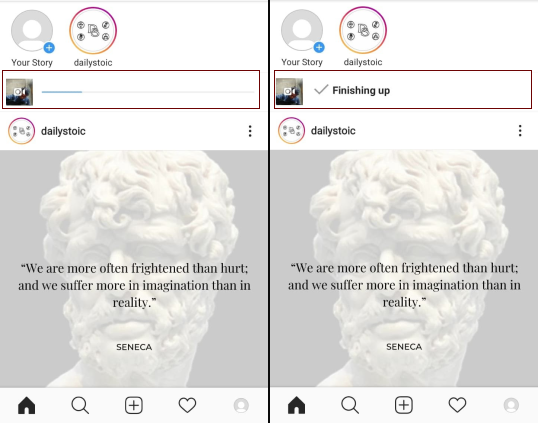 Your Story
dailystoic
dailystoic
“We are more often frightened than hurt;
and we suffer more in imagination than in
reality.”
SENECA
Your Story
dailystoic
Finishing up
dailystoic
“We are more often frightened than hurt;
and we suffer more in imagination than in
reality.”
SENECA